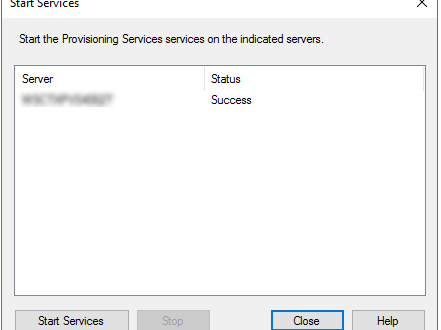 Start Services
Start the Provisioning Services services on the indicated servers.
Server Status
Success
Start Services Stop Close Help